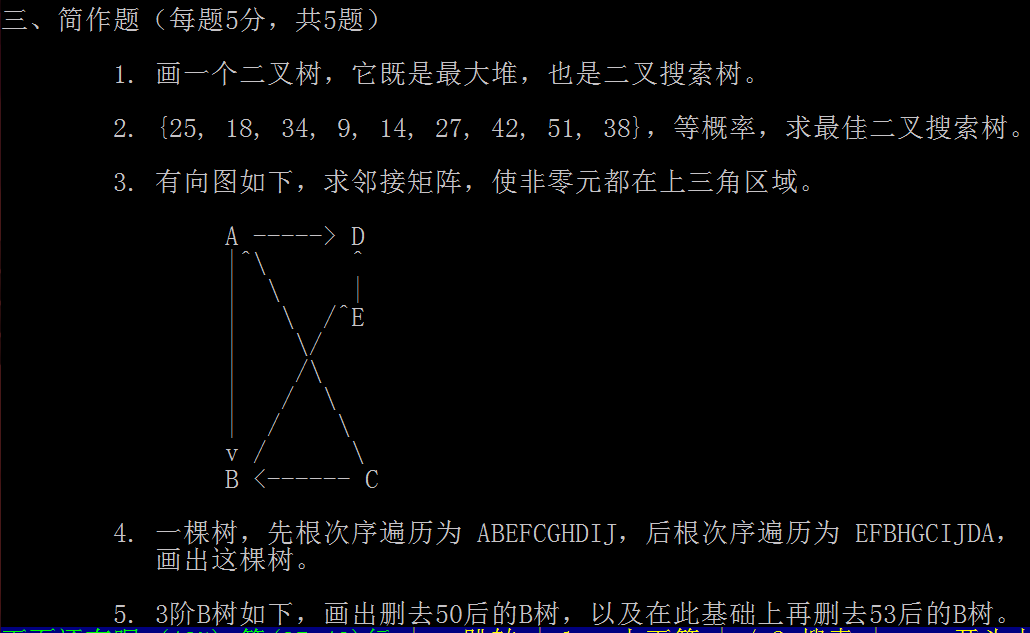 三、简作题（每题5分，共5题）
1. 画一个二叉树，它既是最大堆，也是二叉搜索树。
2. {25, 18, 34, 9, 14, 27, 42, 51, 38}，等概率，求最佳二叉搜索树。
3. 有向图如下，求邻接矩阵，使非零元都在上三角区域。
A -----> D
|^\ ^
| \ |
| \ /^E
| \/
| /\
| / \
| / \
v / \
B <------ C
4. 一棵树，先根次序遍历为 ABEFCGHDIJ，后根次序遍历为 EFBHGCIJDA，
画出这棵树。
5. 3阶B树如下，画出删去50后的B树，以及在此基础上再删去53后的B树。